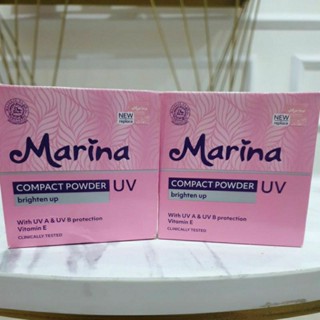 NEW
Marina
COMPACT POWDER UV
brighten up
With UV A & UV B protection
Vitamin E
CLINICALLY TESTED
NEW
Marina
COMPACT POWDER UV
brighten up
With UV A & UV B protection
Vitamin E
CLINICALLY TESTED